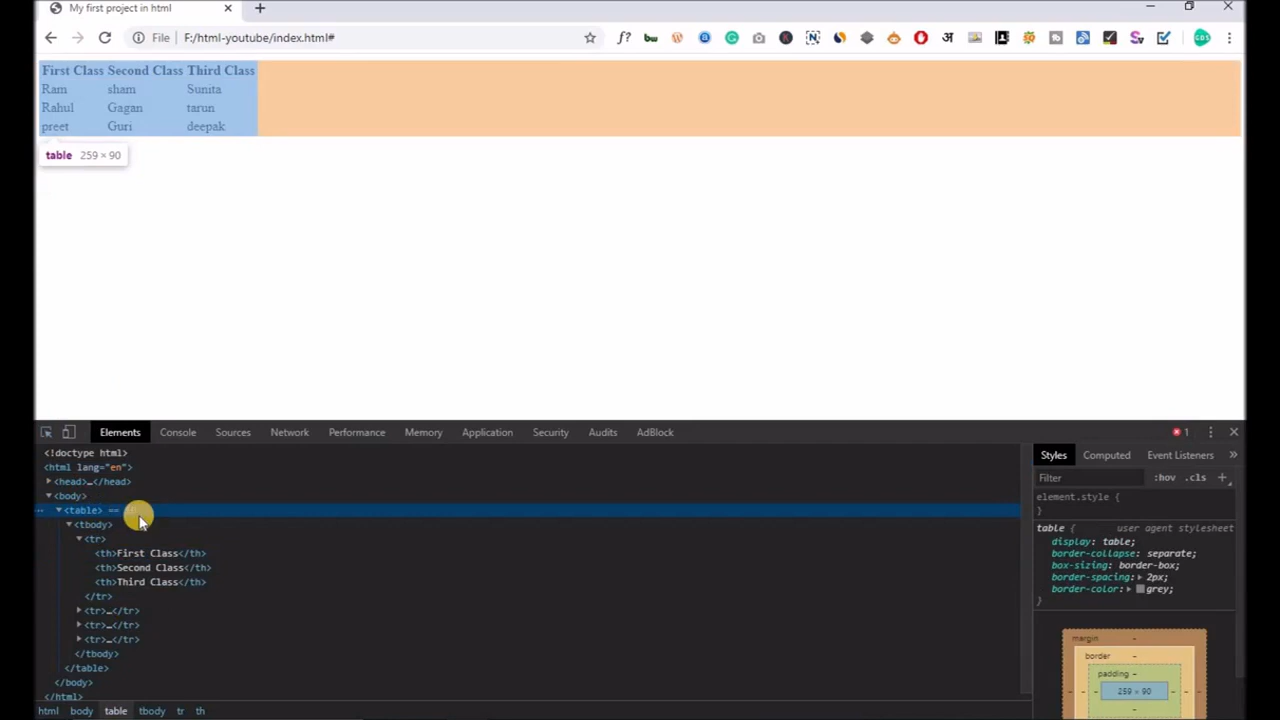 My first project in html
File F:/html-youtube/index.html#
f? bw अ
First Class Second Class Third Class
Ram sham Sunita
Rahul Gagan tarun
preet Guri deepak
table 259 × 90
Elements Console Sources Network Performance Memory Application Security Audits AdBlock 1
<!doctype html>
<html lang="en">
<head>…</head>
<body>
<table> ==
<tbody>
<tr>
<th>First Class</th>
<th>Second Class</th>
<th>Third Class</th>
</tr>
<tr>…</tr>
<tr>…</tr>
<tr>…</tr>
</tbody>
</table>
</body>
</html>
html body table tbody tr th
Styles Computed Event Listeners »
Filter :hov .cls +
element.style {
}
table { user agent stylesheet
display: table;
border-collapse: separate;
box-sizing: border-box;
border-spacing: 2px;
border-color: grey;
}
margin -
border -
padding -
- - - 259 × 90 - - -
-